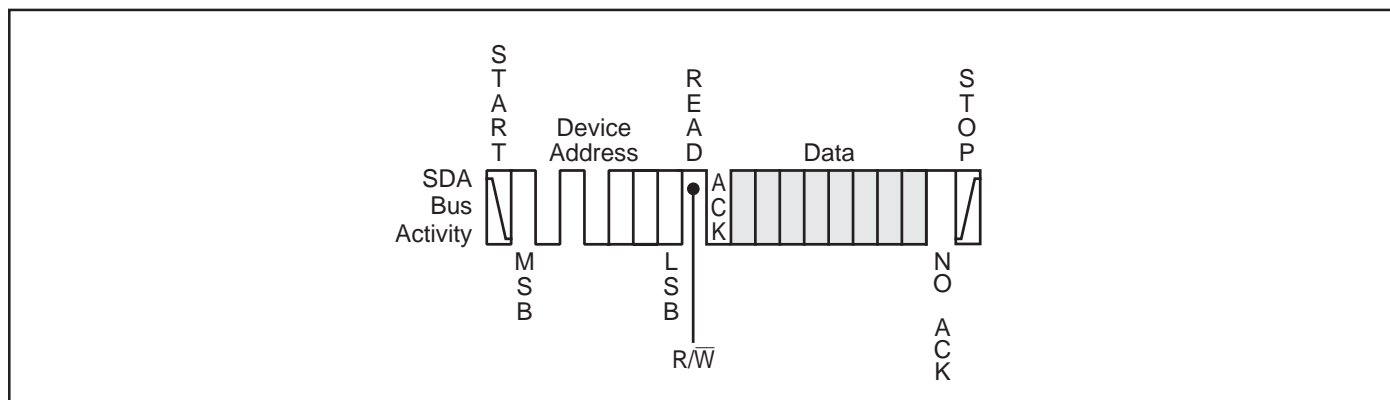 START
READ
STOP
Device
Address
Data
SDA
Bus
Activity
ACK
MSB
LSB
NO ACK
R/W̅